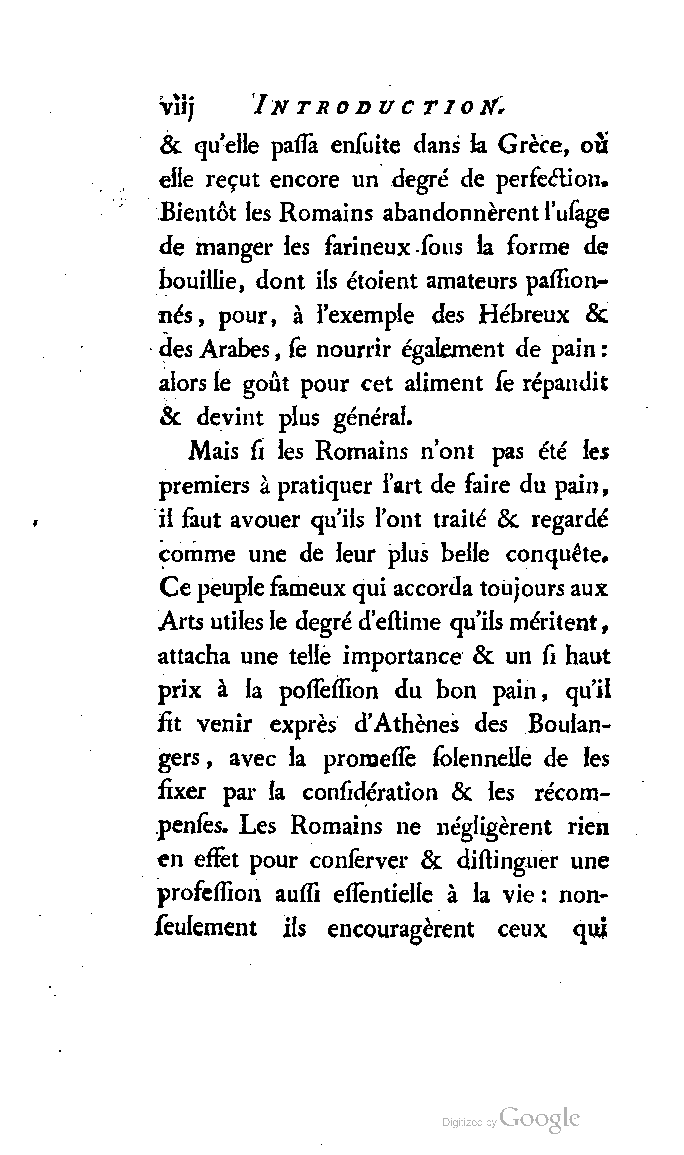 viij INTRODUCTION.
& qu'elle paſſa enſuite dans la Grèce, où
elle reçut encore un degré de perfection.
Bientôt les Romains abandonnèrent l'uſage
de manger les farineux ſous la forme de
bouillie, dont ils étoient amateurs paſſion-
nés, pour, à l'exemple des Hébreux &
des Arabes, ſe nourrir également de pain:
alors le goût pour cet aliment ſe répandit
& devint plus général.
Mais ſi les Romains n'ont pas été les
premiers à pratiquer l'art de faire du pain,
il faut avouer qu'ils l'ont traité & regardé
comme une de leur plus belle conquête.
Ce peuple fameux qui accorda toujours aux
Arts utiles le degré d'eſtime qu'ils méritent,
attacha une telle importance & un ſi haut
prix à la poſſeſſion du bon pain, qu'il
fit venir exprès d'Athènes des Boulan-
gers, avec la promeſſe ſolennelle de les
fixer par la conſidération & les récom-
penſes. Les Romains ne négligèrent rien
en effet pour conſerver & diſtinguer une
profeſſion auſſi eſſentielle à la vie: non-
ſeulement ils encouragèrent ceux qui
Digitized by Google